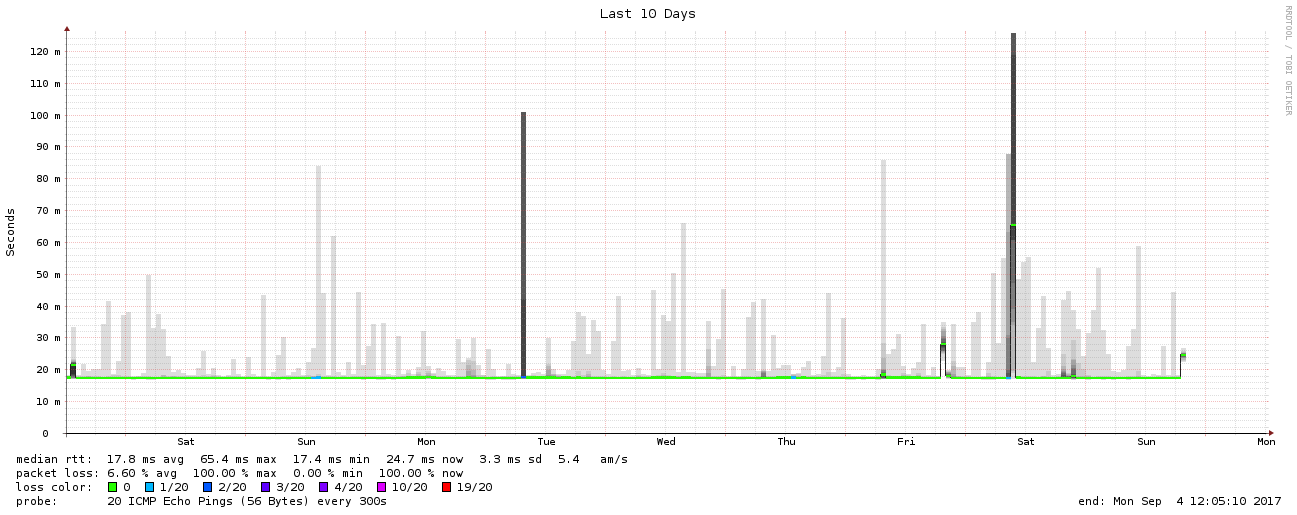 Last 10 Days
RRDTOOL / TOBI OETIKER
Seconds
120 m
110 m
100 m
90 m
80 m
70 m
60 m
50 m
40 m
30 m
20 m
10 m
0
Sat Sun Mon Tue Wed Thu Fri Sat Sun Mon
median rtt: 17.8 ms avg 65.4 ms max 17.4 ms min 24.7 ms now 3.3 ms sd 5.4 am/s
packet loss: 6.60 % avg 100.00 % max 0.00 % min 100.00 % now
loss color: 0 1/20 2/20 3/20 4/20 10/20 19/20
probe: 20 ICMP Echo Pings (56 Bytes) every 300s end: Mon Sep 4 12:05:10 2017